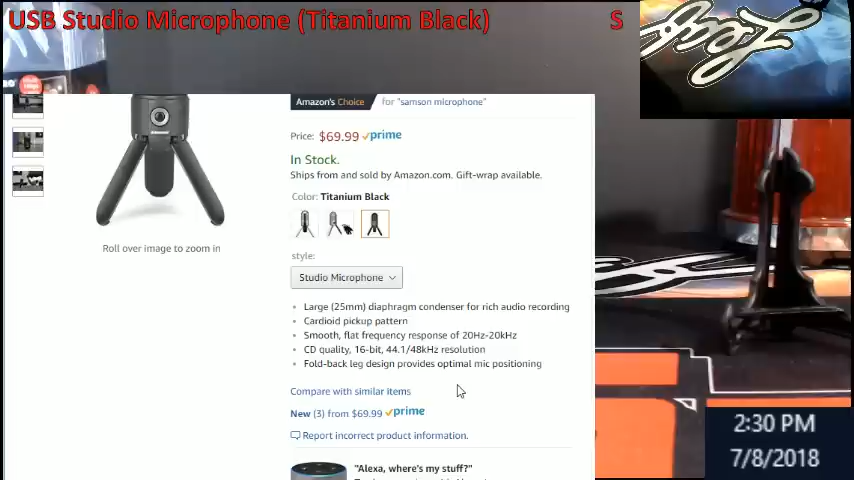 USB Studio Microphone (Titanium Black) S
Amazon's Choice for "samson microphone"
Price: $69.99 prime
In Stock.
Ships from and sold by Amazon.com. Gift-wrap available.
Color: Titanium Black
Roll over image to zoom in
style:
Studio Microphone
Large (25mm) diaphragm condenser for rich audio recording
Cardioid pickup pattern
Smooth, flat frequency response of 20Hz-20kHz
CD quality, 16-bit, 44.1/48kHz resolution
Fold-back leg design provides optimal mic positioning
Compare with similar items
New (3) from $69.99 prime
Report incorrect product information.
"Alexa, where's my stuff?"
2:30 PM
7/8/2018